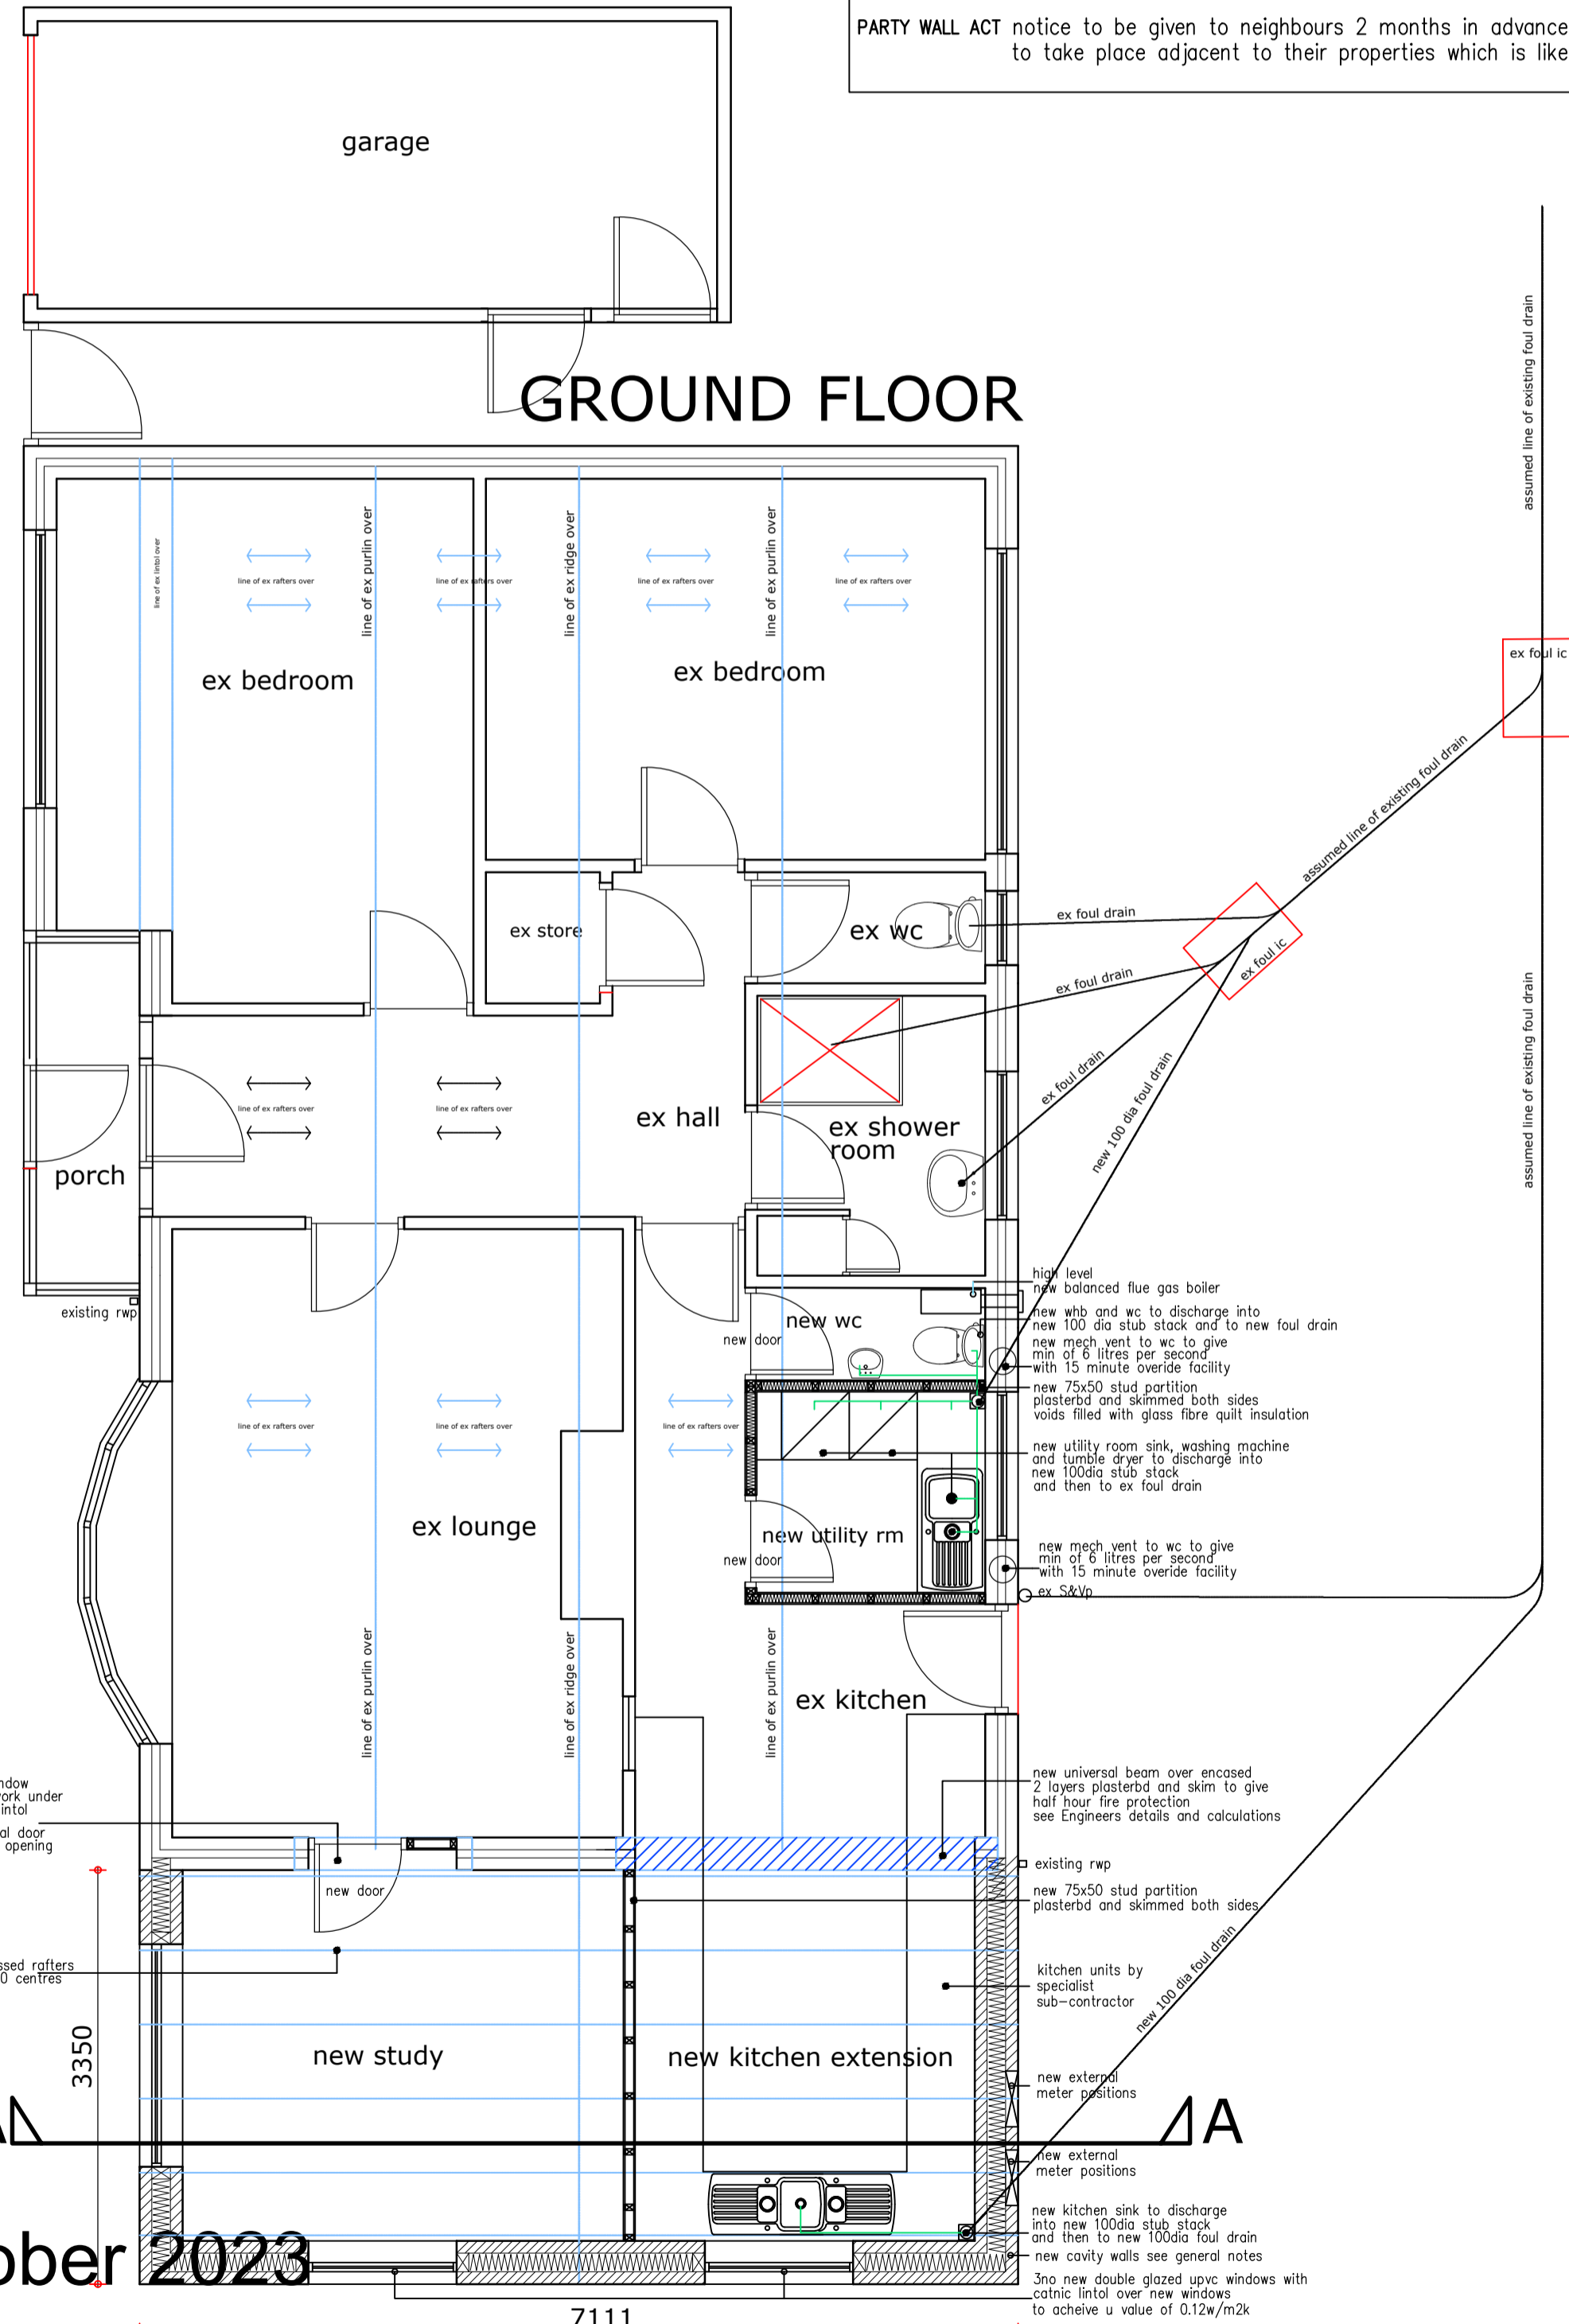 PARTY WALL ACT notice to be given to neighbours 2 months in advance
to take place adjacent to their properties which is like
garage
GROUND FLOOR
assumed line of existing foul drain
line of ex lintol over
line of ex purlin over
line of ex ridge over
line of ex purlin over
line of ex rafters over
line of ex rafters over
line of ex rafters over
line of ex rafters over
ex bedroom
ex bedroom
ex foul ic
assumed line of existing foul drain
ex store
ex wc
ex foul drain
ex foul ic
ex foul drain
assumed line of existing foul drain
ex foul drain
new 100 dia foul drain
line of ex rafters over
line of ex rafters over
ex hall
ex shower
room
porch
existing rwp
high level
new balanced flue gas boiler
new wc
new door
new whb and wc to discharge into
new 100 dia stub stack and to new foul drain
new mech vent to wc to give
min of 6 litres per second
with 15 minute overide facility
new 75x50 stud partition
plasterbd and skimmed both sides
voids filled with glass fibre quilt insulation
line of ex rafters over
line of ex rafters over
line of ex rafters over
new utility room sink, washing machine
and tumble dryer to discharge into
new 100dia stub stack
and then to ex foul drain
ex lounge
new utility rm
new door
new mech vent to wc to give
min of 6 litres per second
with 15 minute overide facility
ex S&Vp
line of ex purlin over
line of ex ridge over
line of ex purlin over
ex kitchen
ndow
work under
intol
al door
opening
new universal beam over encased
2 layers plasterbd and skim to give
half hour fire protection
see Engineers details and calculations
existing rwp
new door
new 75x50 stud partition
plasterbd and skimmed both sides
ssed rafters
0 centres
kitchen units by
specialist
sub-contractor
new 100 dia foul drain
3350
new study
new kitchen extension
new external
meter positions
A
A
new external
meter positions
new kitchen sink to discharge
into new 100dia stub stack
and then to new 100dia foul drain
new cavity walls see general notes
ober 2023
3no new double glazed upvc windows with
catnic lintol over new windows
to acheive u value of 0.12w/m2k
7111